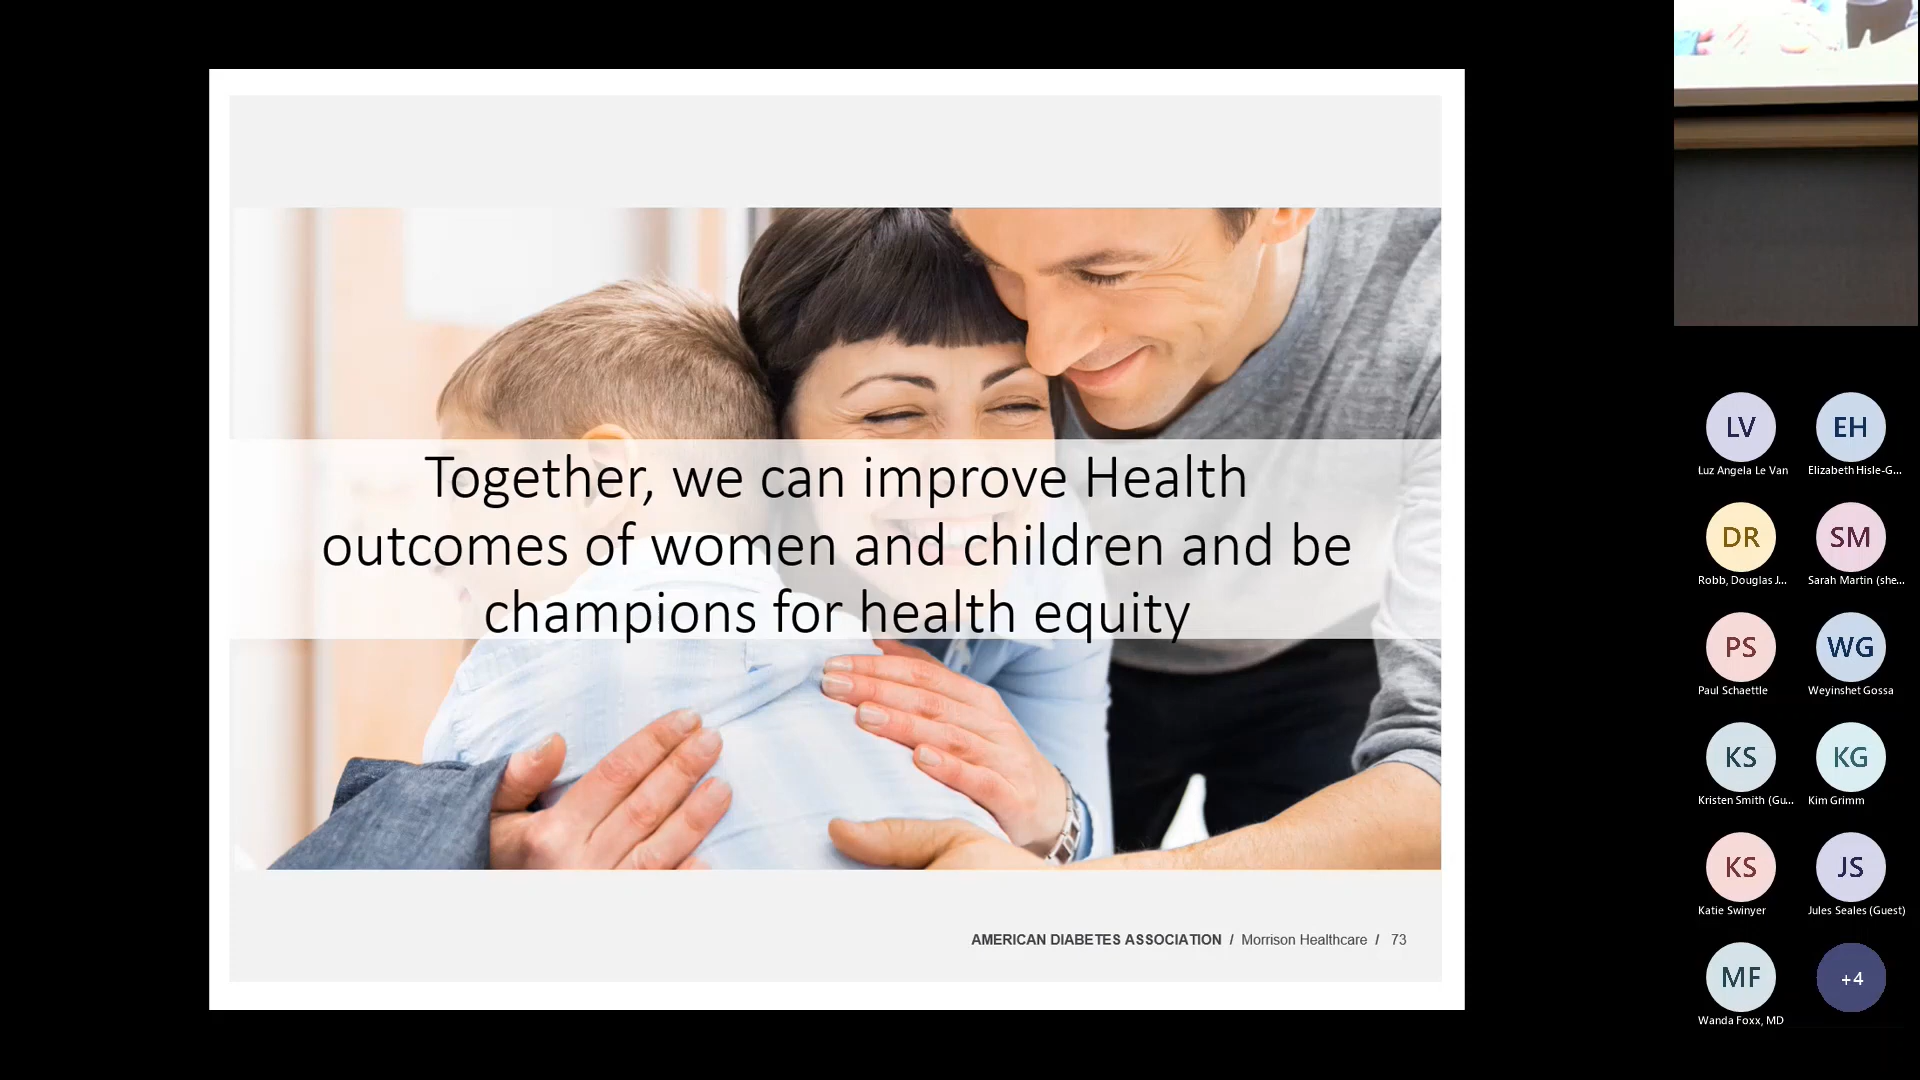 Together, we can improve Health
outcomes of women and children and be
champions for health equity
AMERICAN DIABETES ASSOCIATION / Morrison Healthcare / 73
LV
EH
Luz Angela Le Van
Elizabeth Hisle-G...
DR
SM
Robb, Douglas J...
Sarah Martin (she...
PS
WG
Paul Schaettle
Weyinshet Gossa
KS
KG
Kristen Smith (Gu...
Kim Grimm
KS
JS
Katie Swinyer
Jules Seales (Guest)
MF
+4
Wanda Foxx, MD